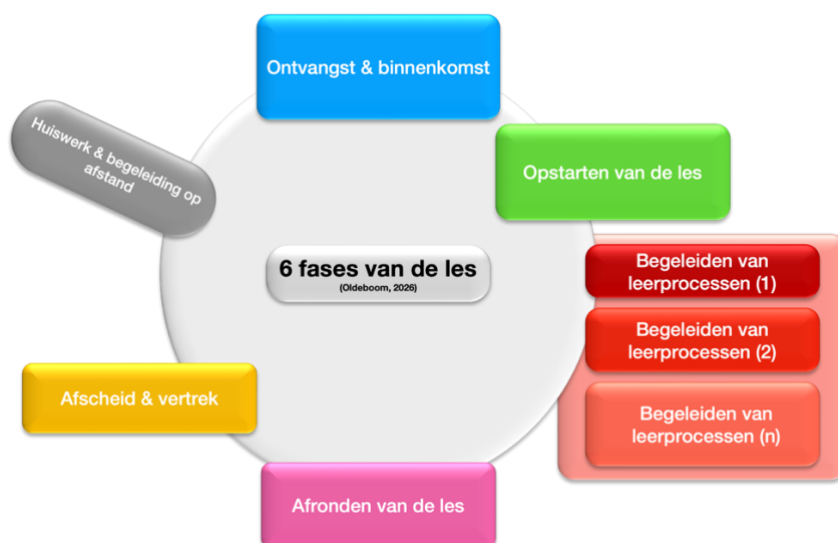 Ontvangst & binnenkomst
Opstarten van de les
Begeleiden van
leerprocessen (1)
Begeleiden van
leerprocessen (2)
Begeleiden van
leerprocessen (n)
Afronden van de les
Afscheid & vertrek
Huiswerk & begeleiding op
afstand
6 fases van de les
(Oldeboom, 2026)